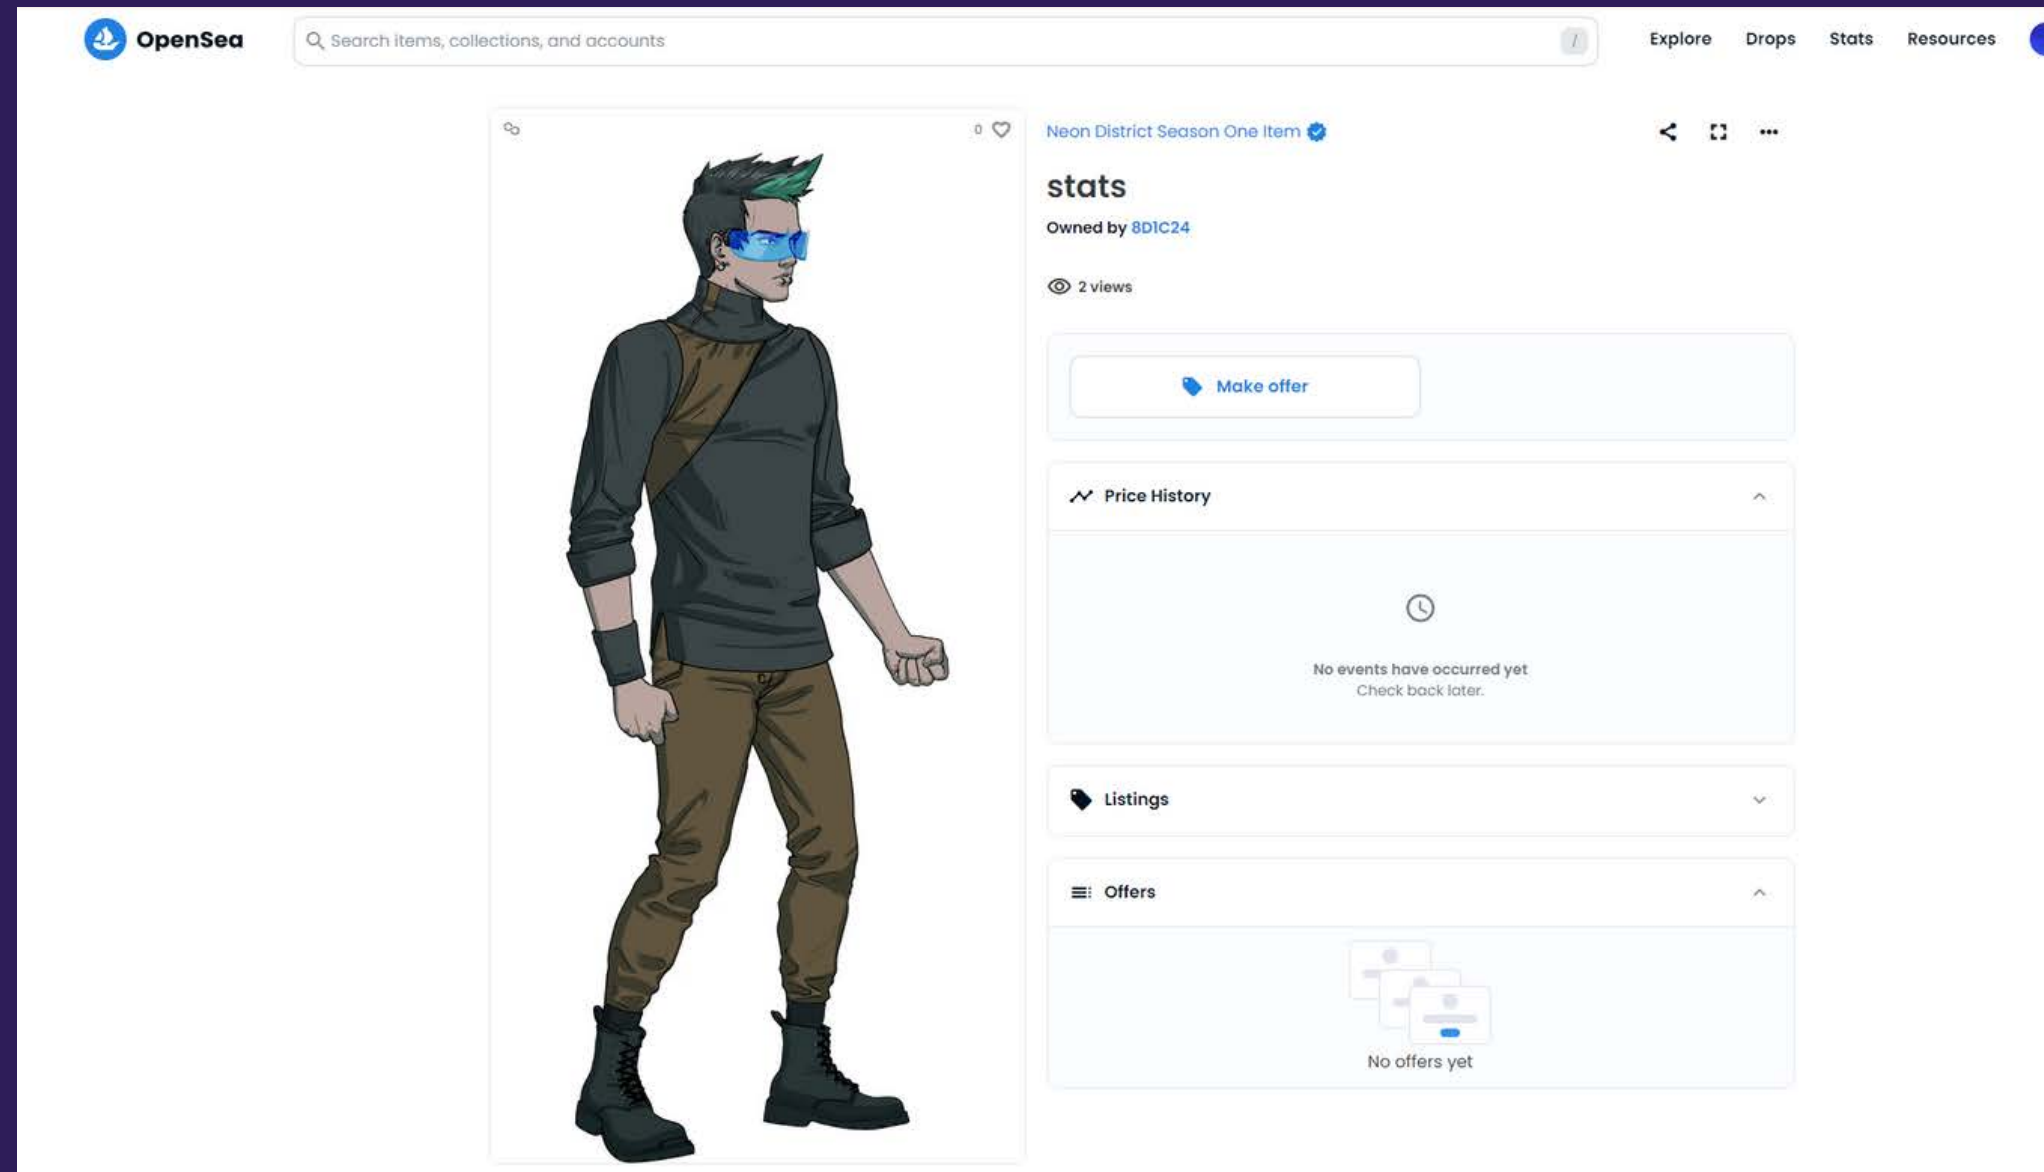 OpenSea
Search items, collections, and accounts
/
Explore
Drops
Stats
Resources
0
Neon District Season One Item
stats
Owned by 8D1C24
2 views
Make offer
Price History
No events have occurred yet
Check back later.
Listings
Offers
No offers yet